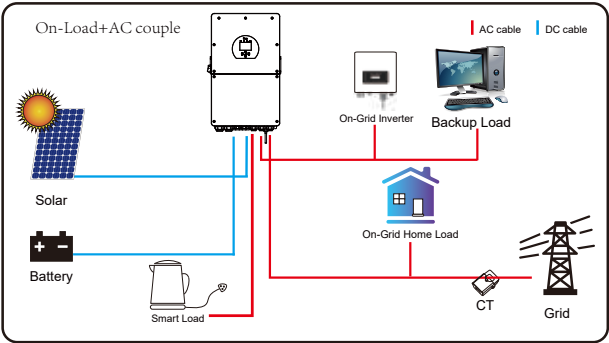 On-Load+AC couple
AC cable
DC cable
On-Grid Inverter
Backup Load
Solar
On-Grid Home Load
Battery
Smart Load
CT
Grid